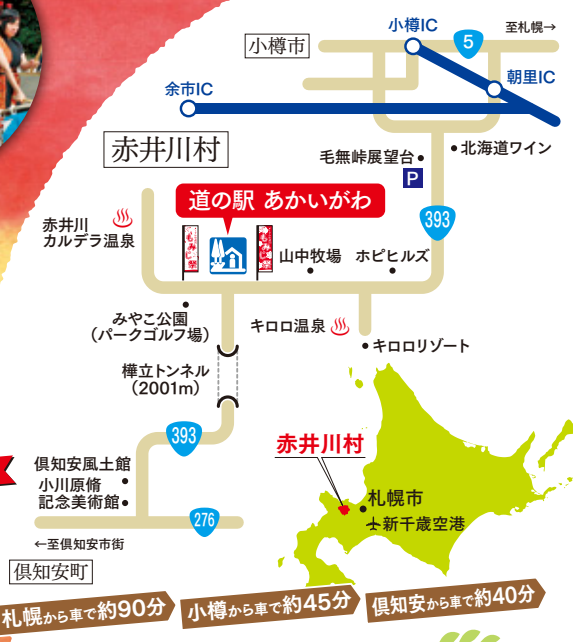 小樽市
小樽IC
5
至札幌→
朝里IC
余市IC
赤井川村
毛無峠展望台
P
北海道ワイン
道の駅 あかいがわ
393
赤井川
カルデラ温泉
山中牧場
ホピヒルズ
みやこ公園
(パークゴルフ場)
キロロ温泉
キロロリゾート
樺立トンネル
(2001m)
393
倶知安風土館
小川原脩
記念美術館
276
←至倶知安市街
倶知安町
赤井川村
札幌市
新千歳空港
札幌から車で約90分
小樽から車で約45分
倶知安から車で約40分